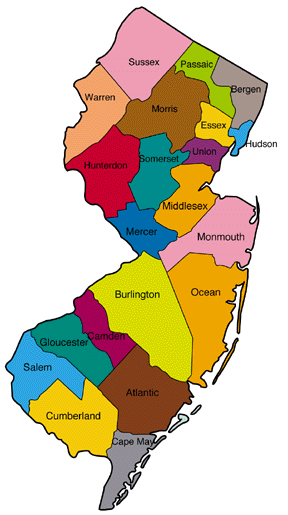 Sussex
Passaic
Bergen
Warren
Morris
Essex
Hudson
Union
Somerset
Hunterdon
Middlesex
Mercer
Monmouth
Ocean
Burlington
Camden
Gloucester
Salem
Atlantic
Cumberland
Cape May